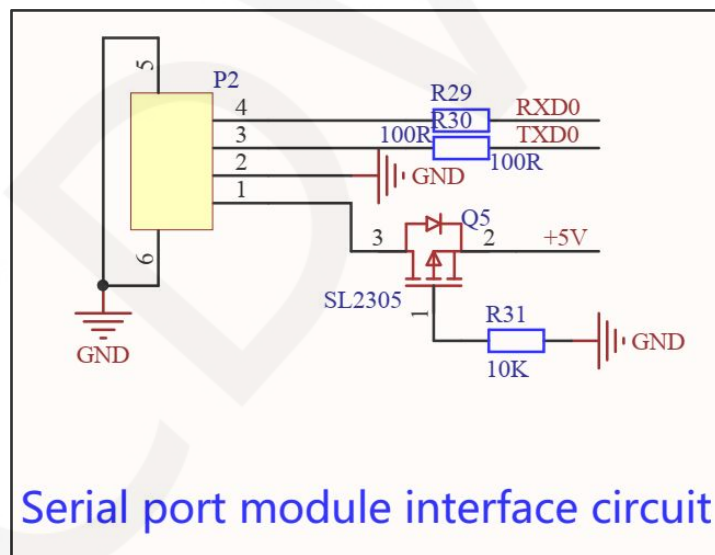 5
P2
4
R29
RXD0
3
R30
TXD0
100R
100R
2
GND
1
Q5
3
2
+5V
6
SL2305
1
R31
GND
GND
10K
Serial port module interface circuit